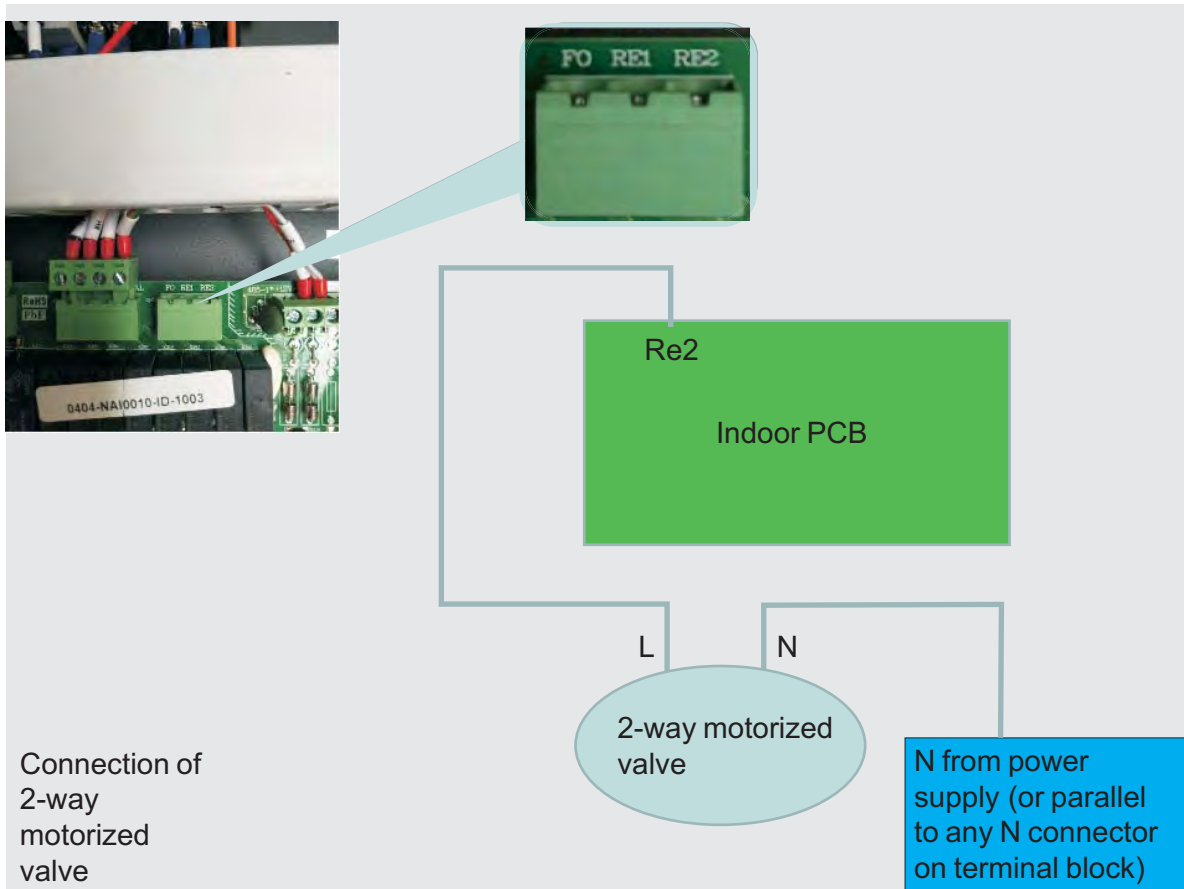 FO RE1 RE2
FO RE1 RE2
RoHS
PbF
0404-NAI0010-ID-1003
Re2
Indoor PCB
L
N
2-way motorized
valve
Connection of
2-way
motorized
valve
N from power
supply (or parallel
to any N connector
on terminal block)